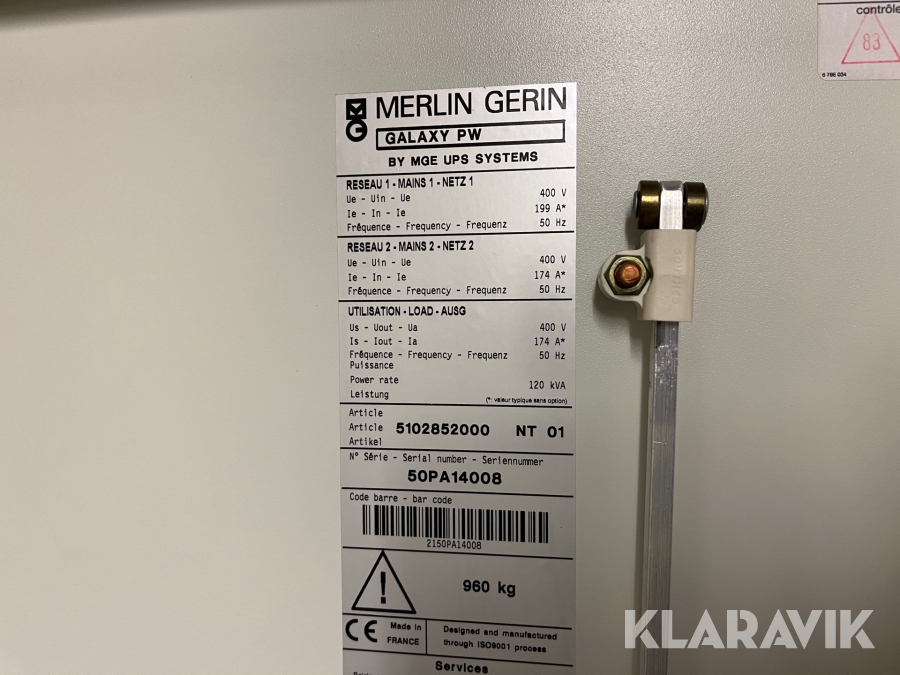 contrôle
83
6 786 034
MERLIN GERIN
GALAXY PW
BY MGE UPS SYSTEMS
RESEAU 1 - MAINS 1 - NETZ 1
Ue - Uin - Ue 400 V
Ie - In - Ie 199 A*
Fréquence - Frequency - Frequenz 50 Hz
RESEAU 2 - MAINS 2 - NETZ 2
Ue - Uin - Ue 400 V
Ie - In - Ie 174 A*
Fréquence - Frequency - Frequenz 50 Hz
UTILISATION - LOAD - AUSG
Us - Uout - Ua 400 V
Is - Iout - Ia 174 A*
Fréquence - Frequency - Frequenz 50 Hz
Puissance
Power rate 120 kVA
Leistung (*: valeur typique sans option)
Article
Article 5102852000 NT 01
Artikel
N° Série - Serial number - Seriennummer
50PA14008
Code barre - bar code
2150PA14008
960 kg
CE Made in FRANCE
Designed and manufactured
through ISO9001 process
Services
KLARAVIK